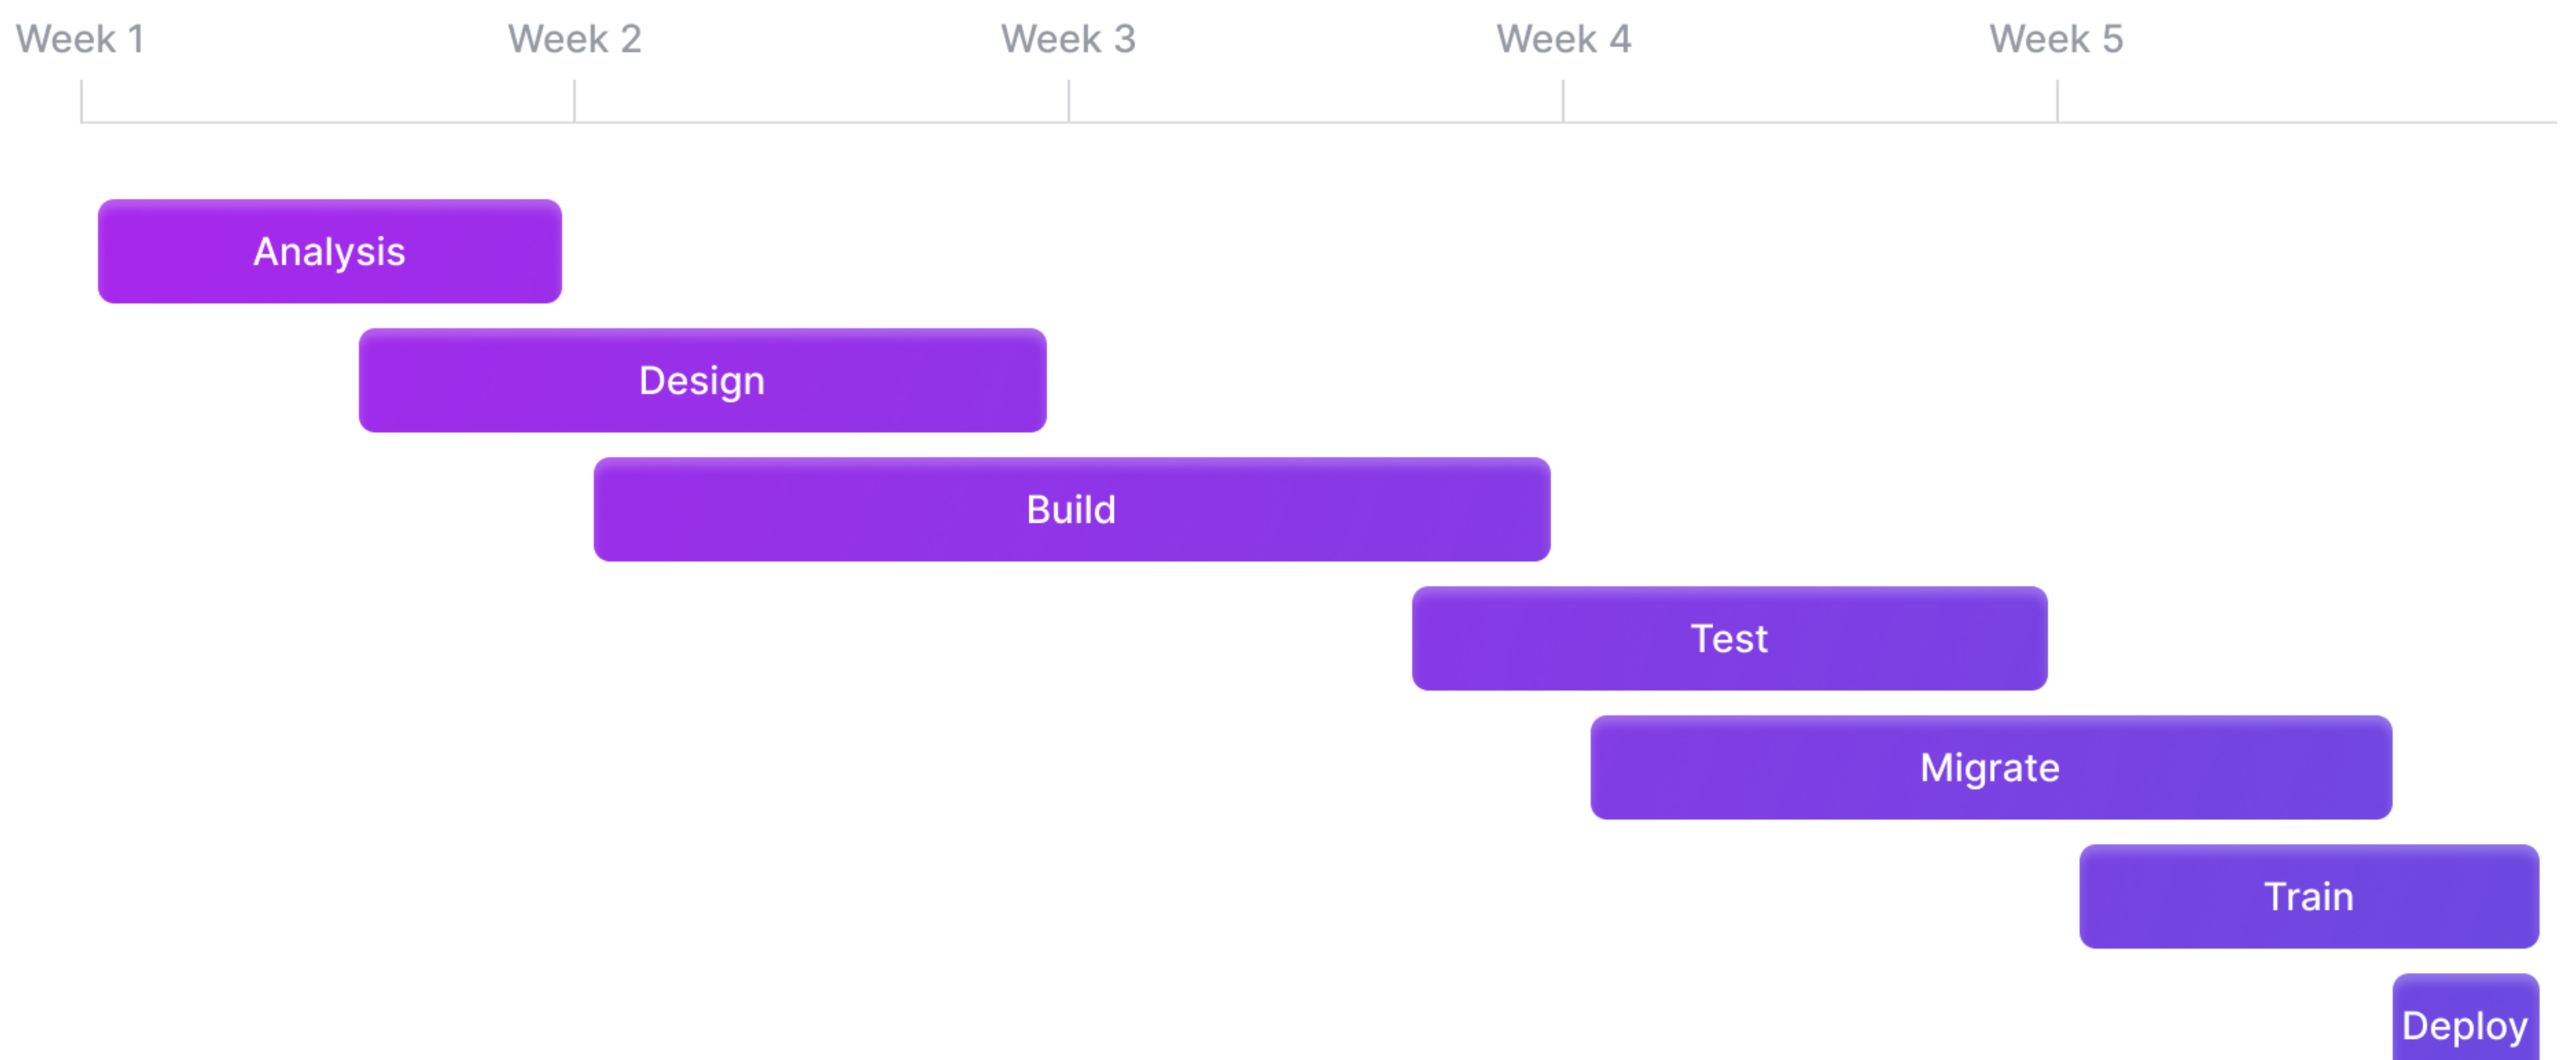 Week 1 Week 2 Week 3 Week 4 Week 5
Analysis
Design
Build
Test
Migrate
Train
Deploy